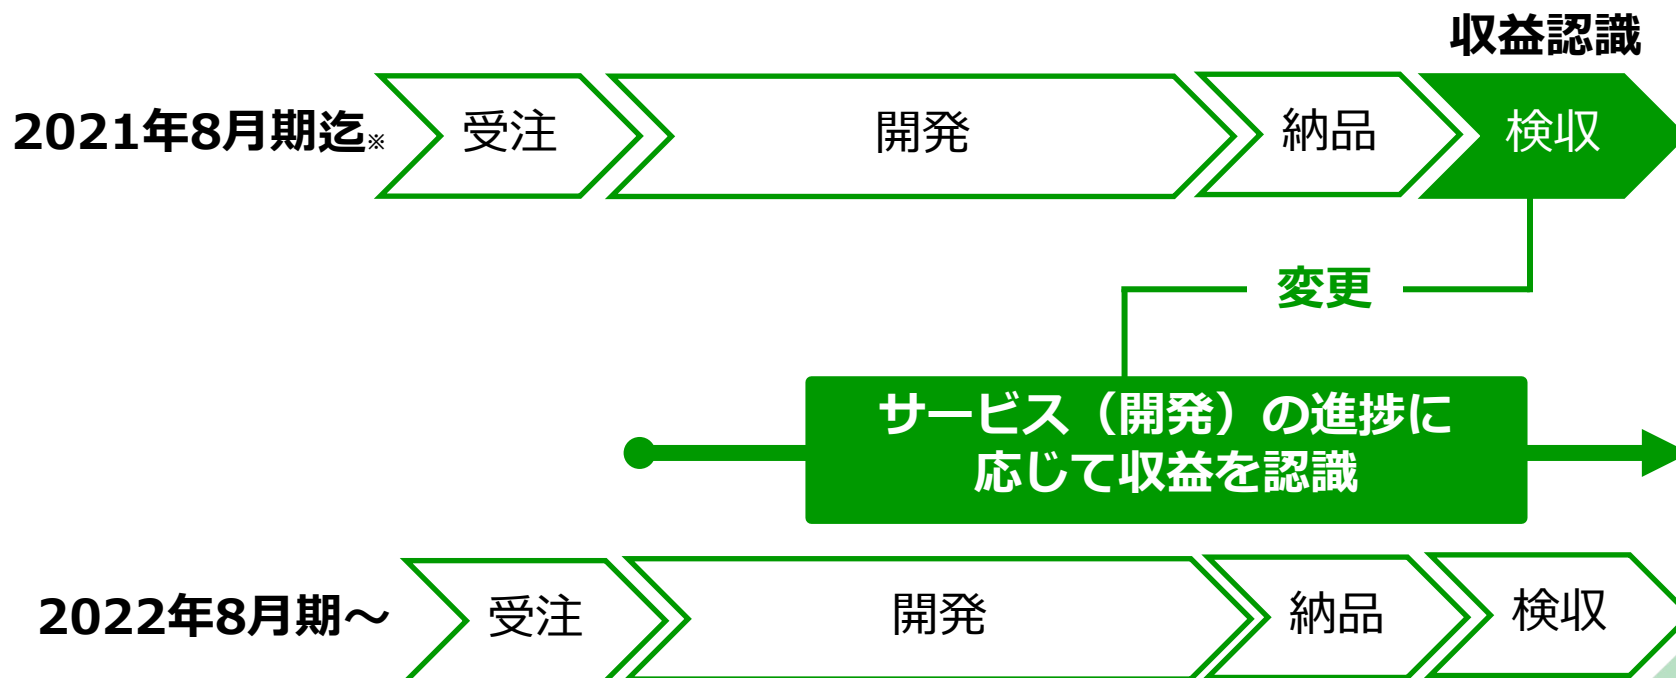 収益認識
2021年8月期迄※
受注
開発
納品
検収
変更
サービス（開発）の進捗に
応じて収益を認識
2022年8月期～
受注
開発
納品
検収